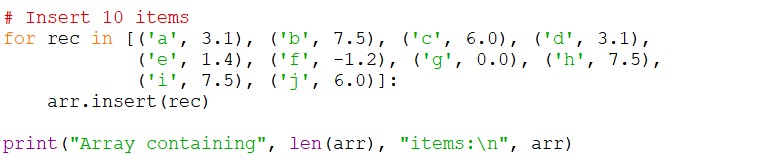 # Insert 10 items
for rec in [('a', 3.1), ('b', 7.5), ('c', 6.0), ('d', 3.1),
            ('e', 1.4), ('f', -1.2), ('g', 0.0), ('h', 7.5),
            ('i', 7.5), ('j', 6.0)]:
    arr.insert(rec)

print("Array containing", len(arr), "items:\n", arr)